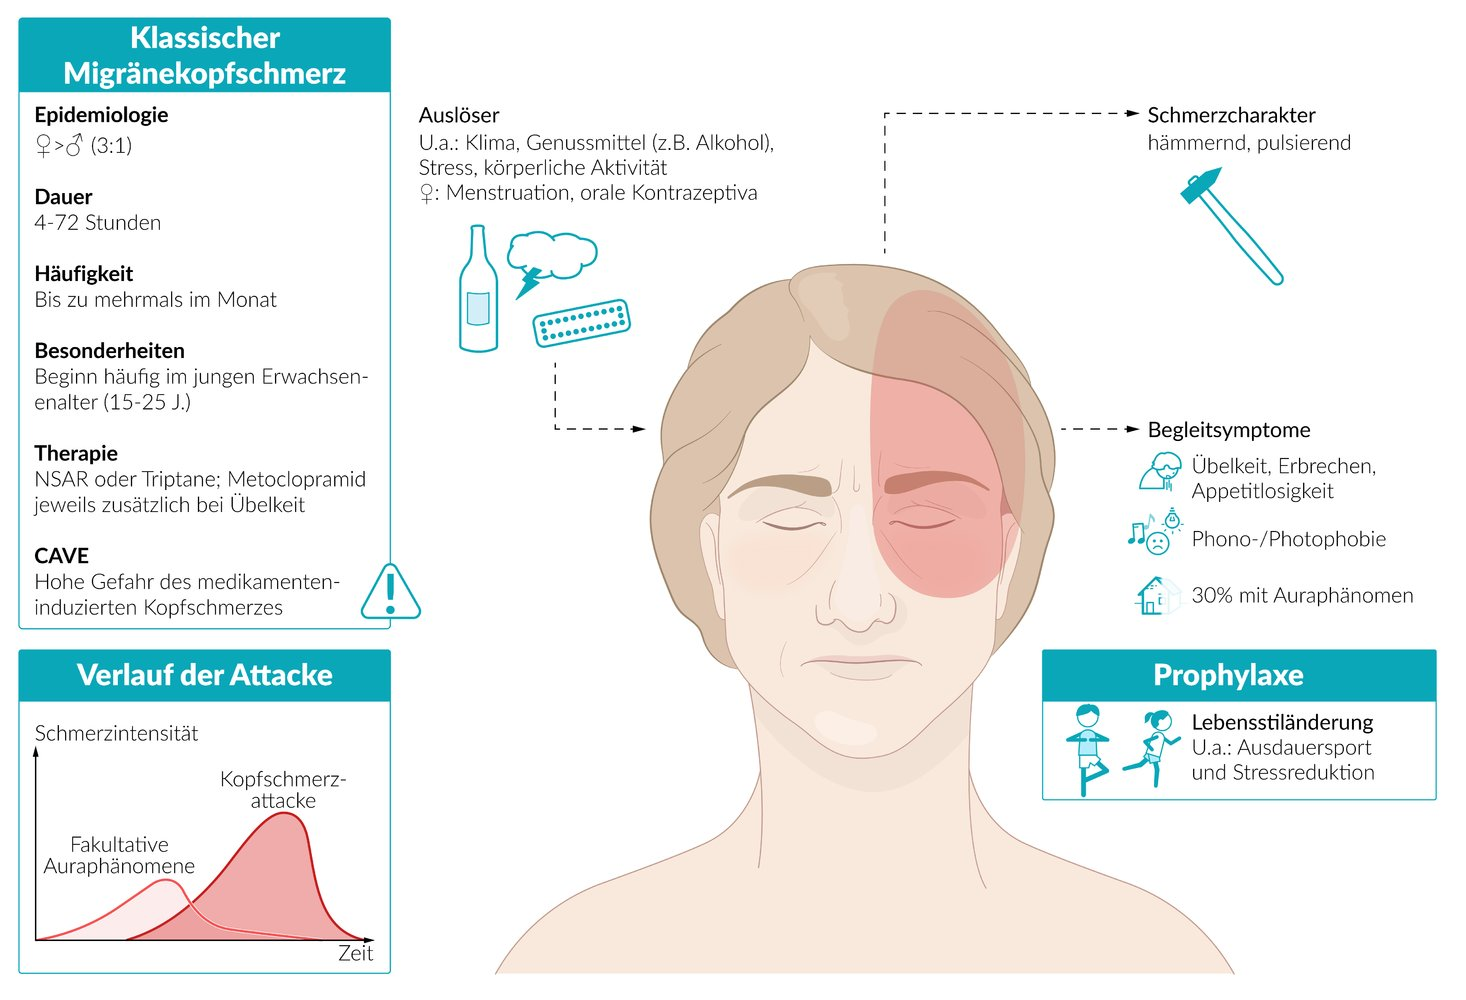 Klassischer
Migränekopfschmerz
Epidemiologie
♀>♂ (3:1)
Dauer
4-72 Stunden
Häufigkeit
Bis zu mehrmals im Monat
Besonderheiten
Beginn häufig im jungen Erwachsen-
enalter (15-25 J.)
Therapie
NSAR oder Triptane; Metoclopramid
jeweils zusätzlich bei Übelkeit
CAVE
Hohe Gefahr des medikamenten-
induzierten Kopfschmerzes
!
Verlauf der Attacke
Schmerzintensität
Kopfschmerz-
attacke
Fakultative
Auraphänomene
Zeit
Auslöser
U.a.: Klima, Genussmittel (z.B. Alkohol),
Stress, körperliche Aktivität
♀: Menstruation, orale Kontrazeptiva
Schmerzcharakter
hämmernd, pulsierend
Begleitsymptome
Übelkeit, Erbrechen,
Appetitlosigkeit
Phono-/Photophobie
30% mit Auraphänomen
Prophylaxe
Lebensstiländerung
U.a.: Ausdauersport
und Stressreduktion